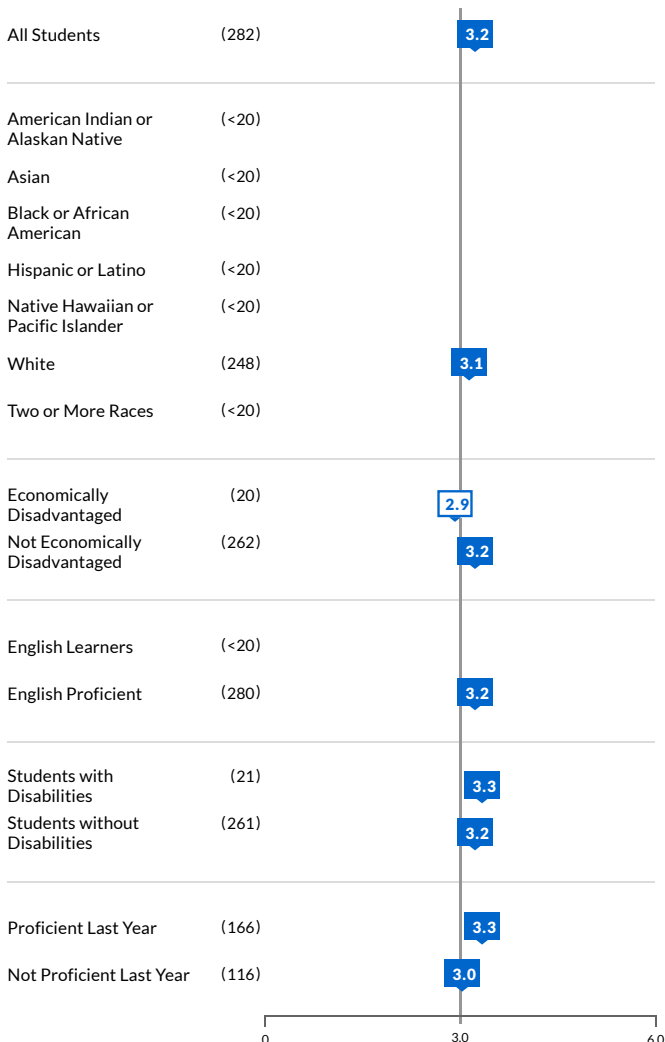 All Students (282) 3.2
American Indian or
Alaskan Native (<20)
Asian (<20)
Black or African
American (<20)
Hispanic or Latino (<20)
Native Hawaiian or
Pacific Islander (<20)
White (248) 3.1
Two or More Races (<20)
Economically
Disadvantaged (20) 2.9
Not Economically
Disadvantaged (262) 3.2
English Learners (<20)
English Proficient (280) 3.2
Students with
Disabilities (21) 3.3
Students without
Disabilities (261) 3.2
Proficient Last Year (166) 3.3
Not Proficient Last Year (116) 3.0
0 3.0 6.0